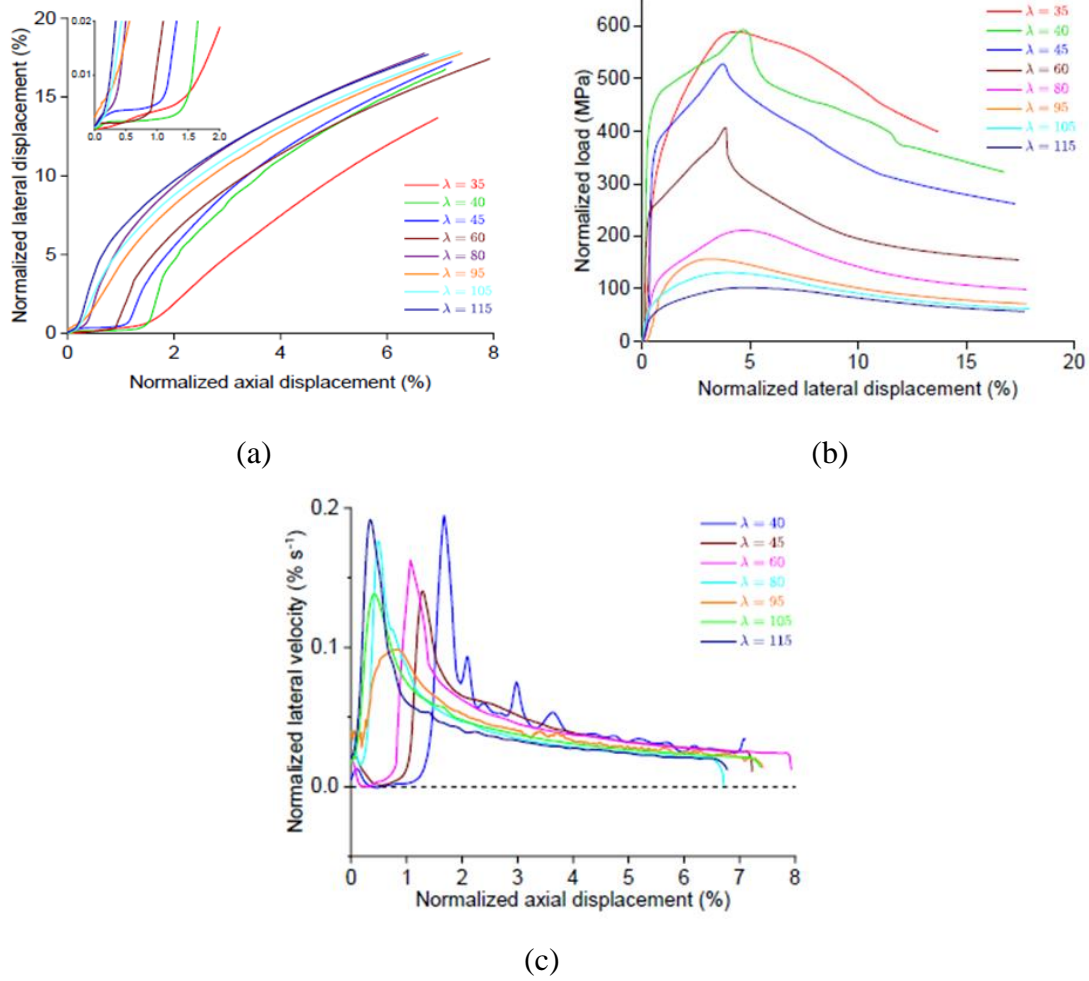 20
15
10
5
0
0.02
0.01
0.0 0.5 1.0 1.5 2.0
Normalized lateral displacement (%)
λ = 35
λ = 40
λ = 45
λ = 60
λ = 80
λ = 95
λ = 105
λ = 115
0 2 4 6 8
Normalized axial displacement (%)
(a)
600
500
400
300
200
100
0
Normalized load (MPa)
λ = 35
λ = 40
λ = 45
λ = 60
λ = 80
λ = 95
λ = 105
λ = 115
0 5 10 15 20
Normalized lateral displacement (%)
(b)
0.2
0.1
0.0
Normalized lateral velocity (% s⁻¹)
λ = 40
λ = 45
λ = 60
λ = 80
λ = 95
λ = 105
λ = 115
0 1 2 3 4 5 6 7 8
Normalized axial displacement (%)
(c)